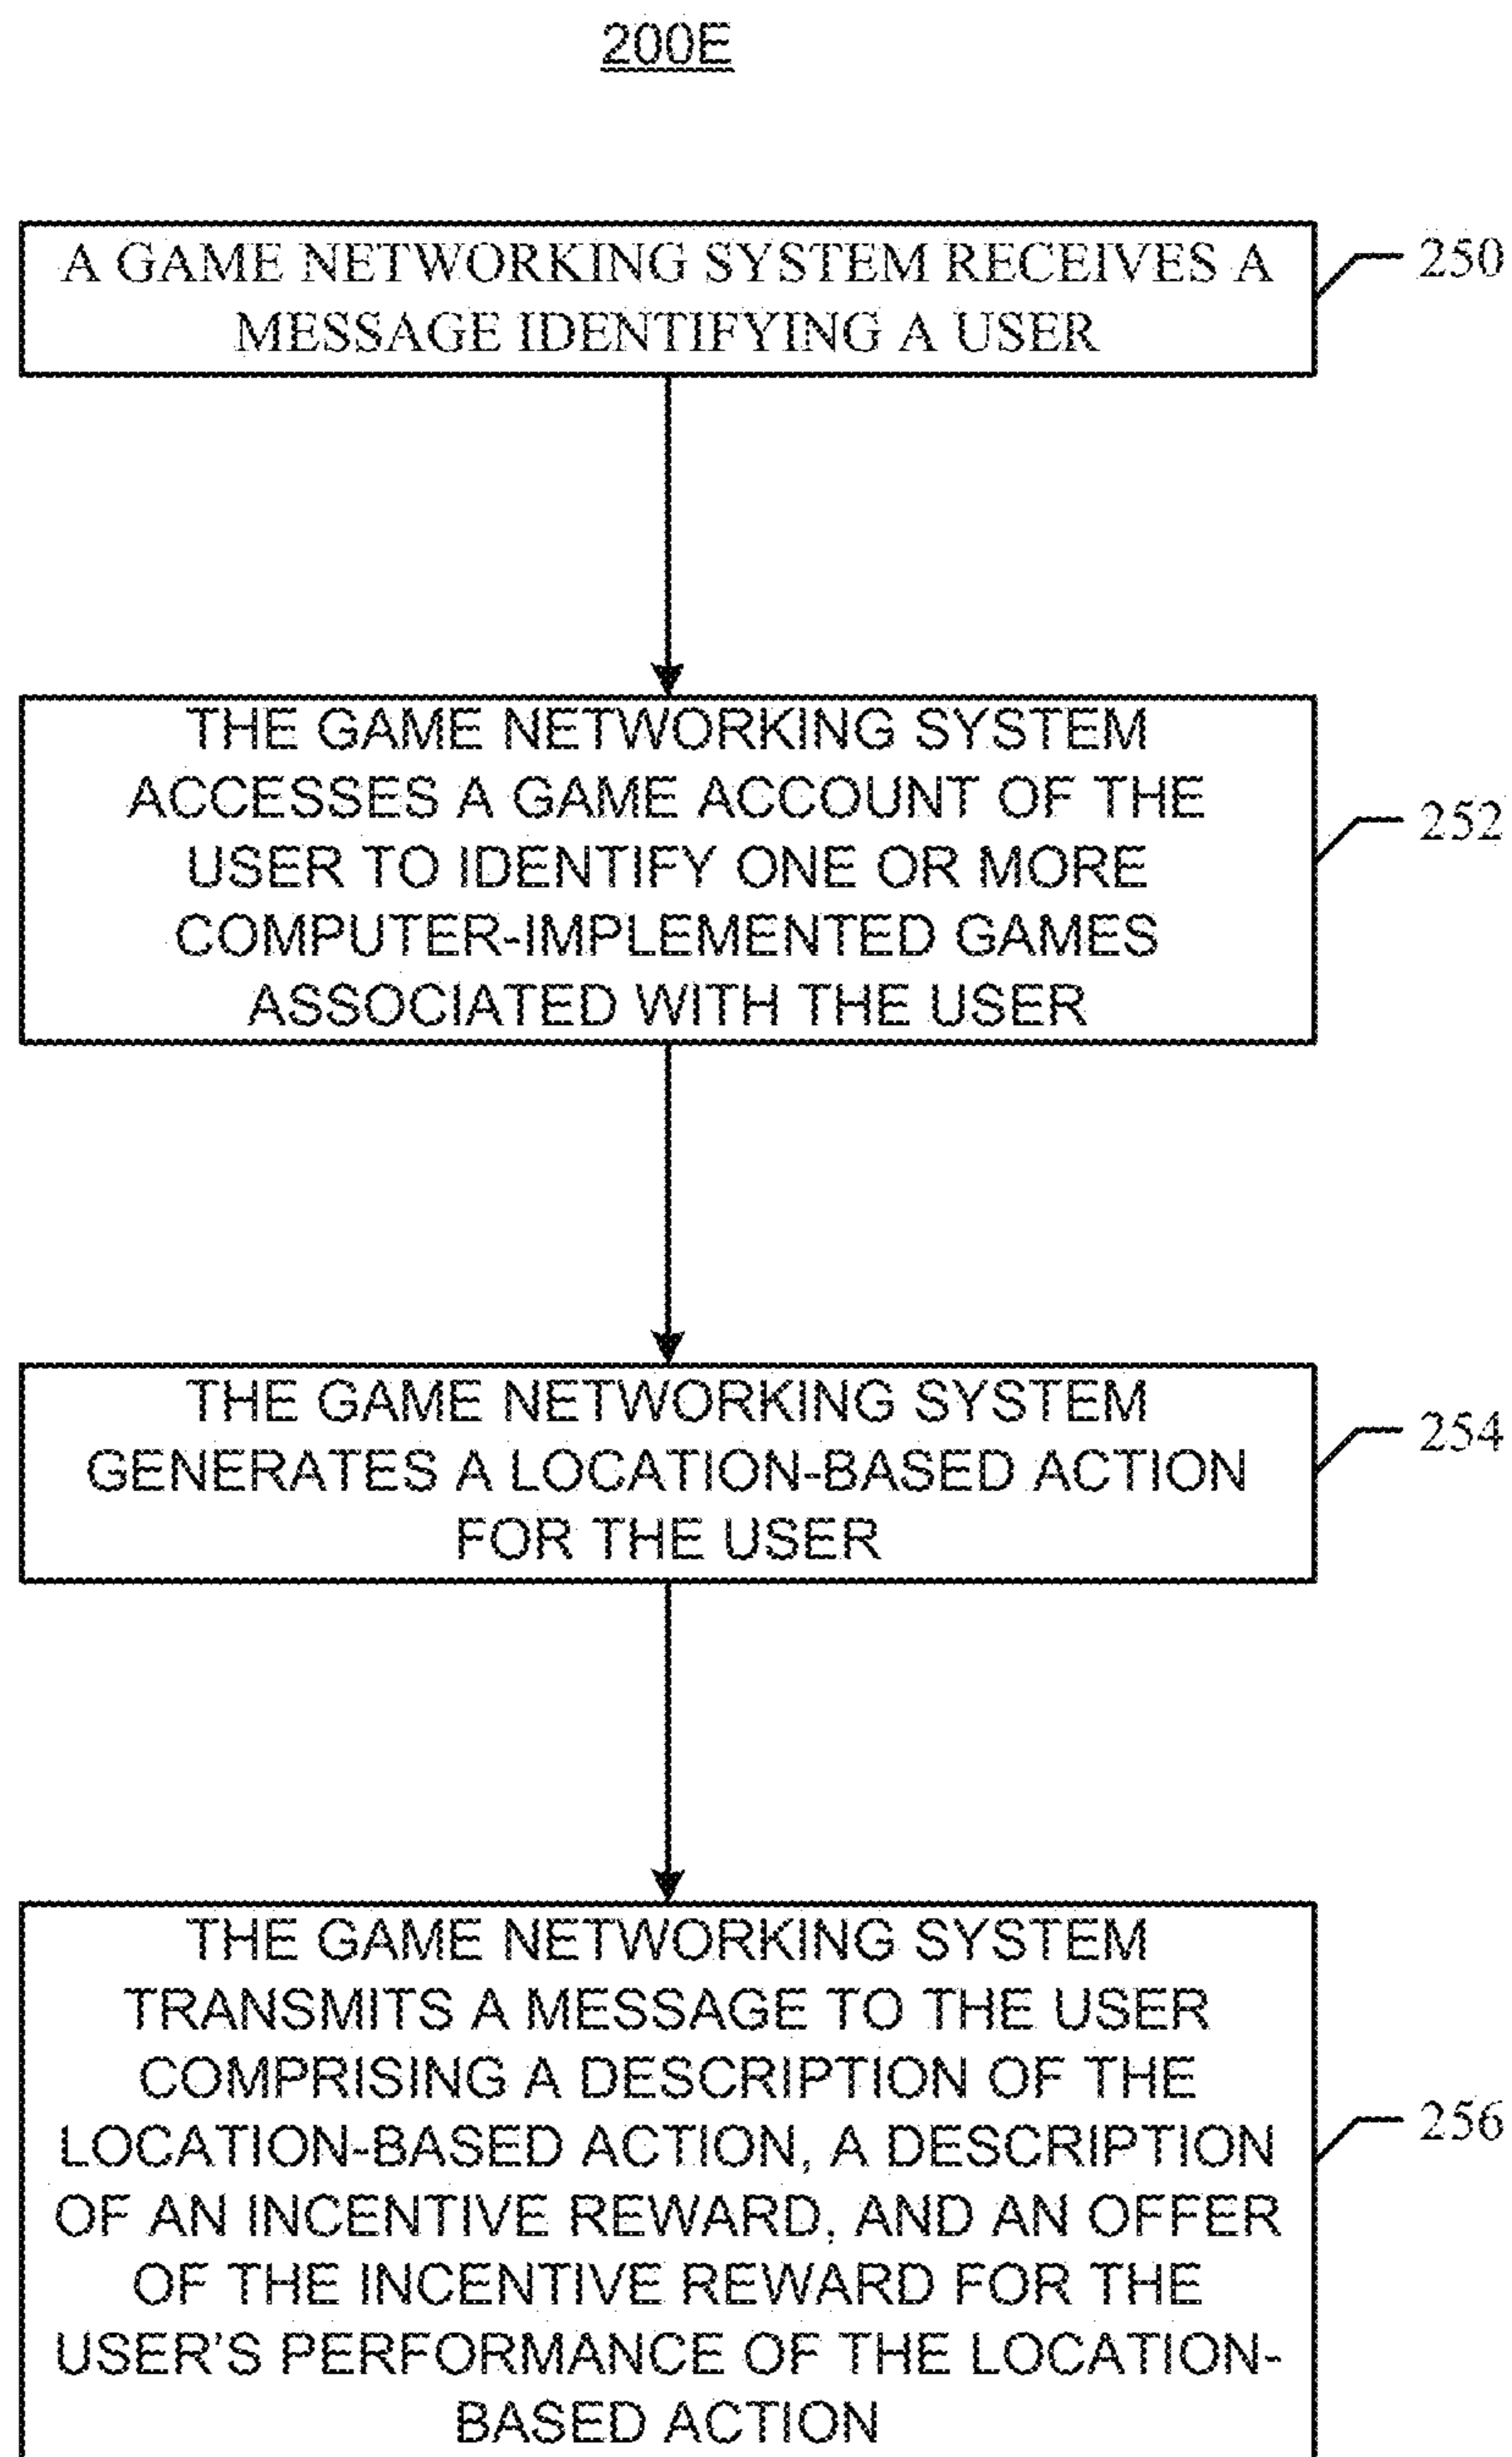 200E
A GAME NETWORKING SYSTEM RECEIVES A
MESSAGE IDENTIFYING A USER
250
THE GAME NETWORKING SYSTEM
ACCESSES A GAME ACCOUNT OF THE
USER TO IDENTIFY ONE OR MORE
COMPUTER-IMPLEMENTED GAMES
ASSOCIATED WITH THE USER
252
THE GAME NETWORKING SYSTEM
GENERATES A LOCATION-BASED ACTION
FOR THE USER
254
THE GAME NETWORKING SYSTEM
TRANSMITS A MESSAGE TO THE USER
COMPRISING A DESCRIPTION OF THE
LOCATION-BASED ACTION, A DESCRIPTION
OF AN INCENTIVE REWARD, AND AN OFFER
OF THE INCENTIVE REWARD FOR THE
USER'S PERFORMANCE OF THE LOCATION-
BASED ACTION
256